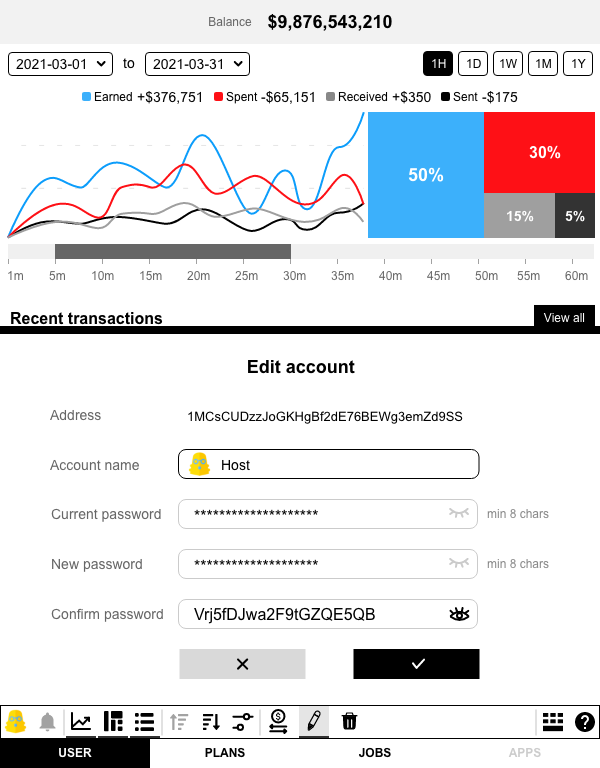 Balance $9,876,543,210
2021-03-01 to 2021-03-31 1H 1D 1W 1M 1Y
Earned +$376,751 Spent -$65,151 Received +$350 Sent -$175
50% 30%
15% 5%
1m 5m 10m 15m 20m 30m 35m 40m 45m 50m 55m 60m
Recent transactions View all
Edit account
Address 1MCsCUDzzJoGKHgBf2dE76BEWg3emZd9SS
Account name Host
Current password ******************** min 8 chars
New password ******************** min 8 chars
Confirm password Vrj5fDJwa2F9tGZQE5QB
USER PLANS JOBS APPS